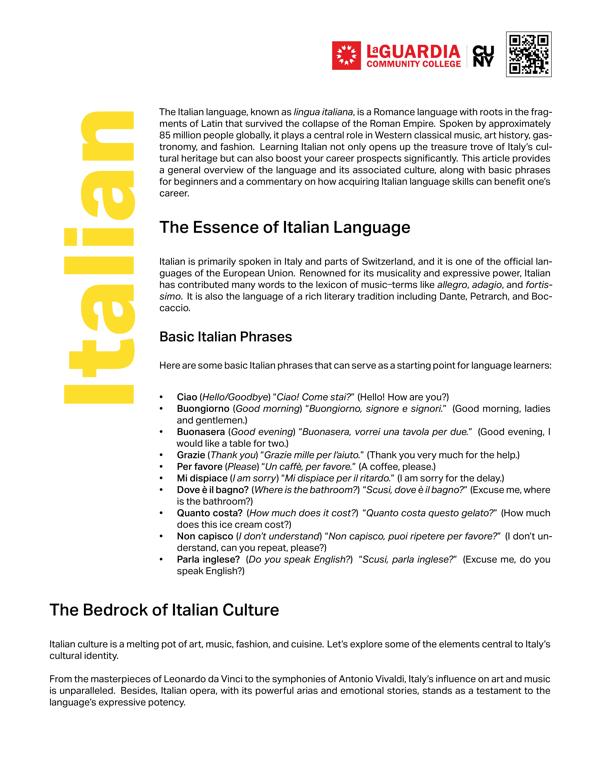 LAGUARDIA
COMMUNITY COLLEGE
CU
NY
Italian
The Italian language, known as lingua italiana, is a Romance language with roots in the frag-
ments of Latin that survived the collapse of the Roman Empire. Spoken by approximately
85 million people globally, it plays a central role in Western classical music, art history, gas-
tronomy, and fashion. Learning Italian not only opens up the treasure trove of Italy's cul-
tural heritage but can also boost your career prospects significantly. This article provides
a general overview of the language and its associated culture, along with basic phrases
for beginners and a commentary on how acquiring Italian language skills can benefit one's
career.
The Essence of Italian Language
Italian is primarily spoken in Italy and parts of Switzerland, and it is one of the official lan-
guages of the European Union. Renowned for its musicality and expressive power, Italian
has contributed many words to the lexicon of music–terms like allegro, adagio, and fortis-
simo. It is also the language of a rich literary tradition including Dante, Petrarch, and Boc-
caccio.
Basic Italian Phrases
Here are some basic Italian phrases that can serve as a starting point for language learners:
• Ciao (Hello/Goodbye) "Ciao! Come stai?" (Hello! How are you?)
• Buongiorno (Good morning) "Buongiorno, signore e signori." (Good morning, ladies
and gentlemen.)
• Buonasera (Good evening) "Buonasera, vorrei una tavola per due." (Good evening, I
would like a table for two.)
• Grazie (Thank you) "Grazie mille per l'aiuto." (Thank you very much for the help.)
• Per favore (Please) "Un caffè, per favore." (A coffee, please.)
• Mi dispiace (I am sorry) "Mi dispiace per il ritardo." (I am sorry for the delay.)
• Dove è il bagno? (Where is the bathroom?) "Scusi, dove è il bagno?" (Excuse me, where
is the bathroom?)
• Quanto costa? (How much does it cost?) "Quanto costa questo gelato?" (How much
does this ice cream cost?)
• Non capisco (I don't understand) "Non capisco, puoi ripetere per favore?" (I don't un-
derstand, can you repeat, please?)
• Parla inglese? (Do you speak English?) "Scusi, parla inglese?" (Excuse me, do you
speak English?)
The Bedrock of Italian Culture
Italian culture is a melting pot of art, music, fashion, and cuisine. Let's explore some of the elements central to Italy's
cultural identity.
From the masterpieces of Leonardo da Vinci to the symphonies of Antonio Vivaldi, Italy's influence on art and music
is unparalleled. Besides, Italian opera, with its powerful arias and emotional stories, stands as a testament to the
language's expressive potency.